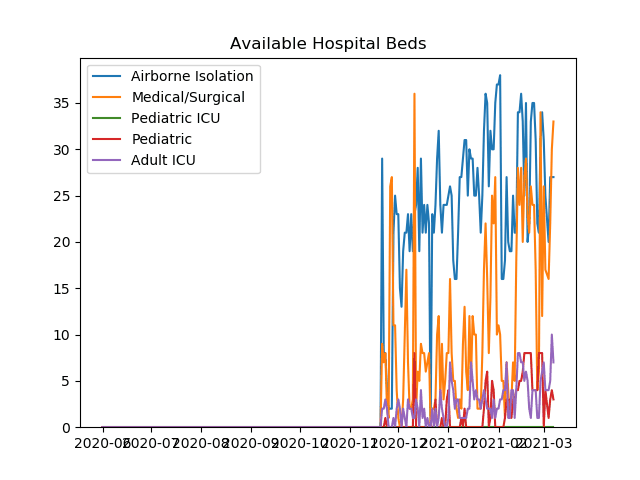 Available Hospital Beds
Airborne Isolation
Medical/Surgical
Pediatric ICU
Pediatric
Adult ICU
35
30
25
20
15
10
5
0
2020-06 2020-07 2020-08 2020-09 2020-10 2020-11 2020-12 2021-01 2021-02 2021-03